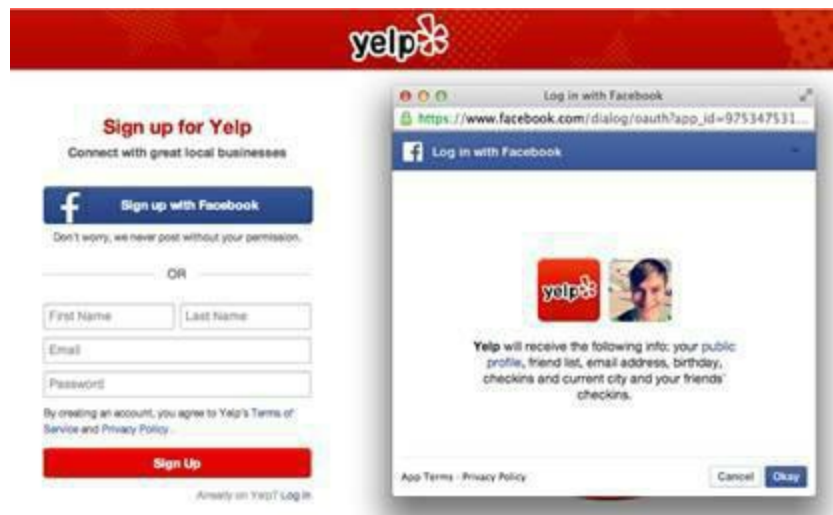 yelp
Sign up for Yelp
Connect with great local businesses
f Sign up with Facebook
Don't worry, we never post without your permission.
OR
First Name Last Name
Email
Password
By creating an account, you agree to Yelp's Terms of
Service and Privacy Policy.
Sign Up
Already on Yelp? Log In
Log in with Facebook
https://www.facebook.com/dialog/oauth?app_id=975347531...
f Log in with Facebook
yelp
Yelp will receive the following info: your public
profile, friend list, email address, birthday,
checkins and current city and your friends'
checkins.
App Terms · Privacy Policy Cancel Okay